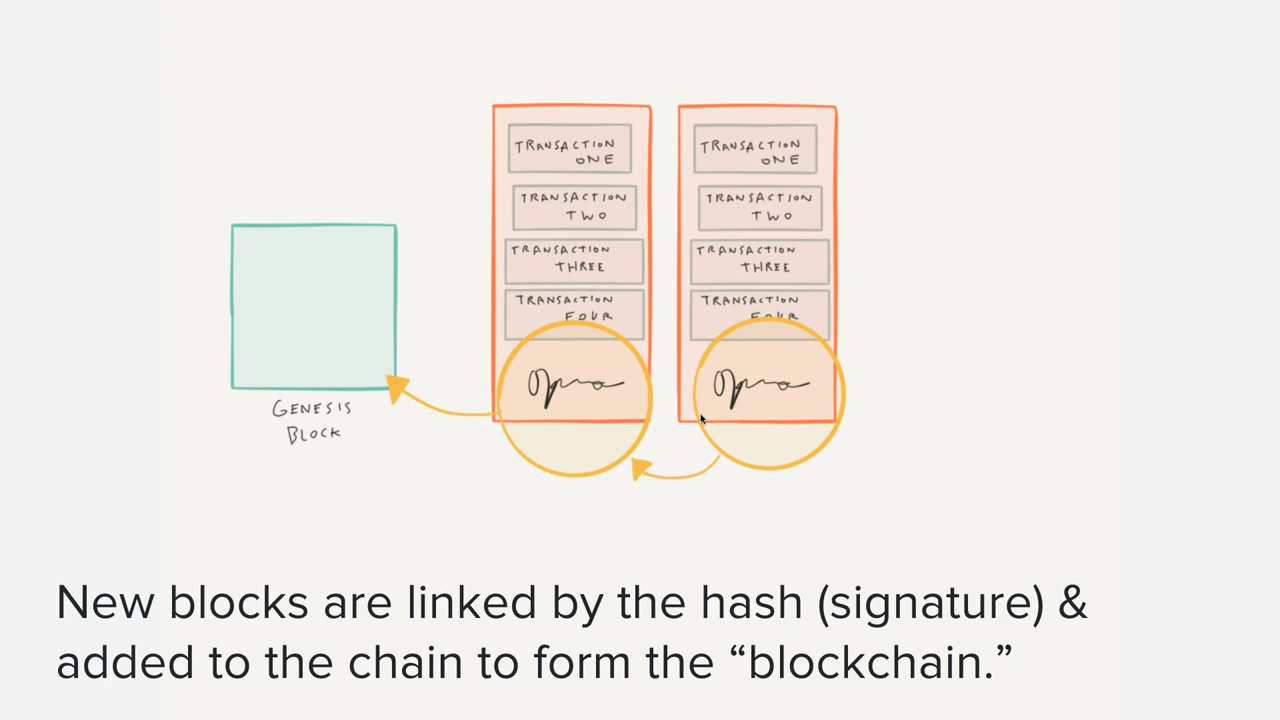 TRANSACTION
ONE
TRANSACTION
TWO
TRANSACTION
THREE
TRANSACTION
FOUR
TRANSACTION
ONE
TRANSACTION
TWO
TRANSACTION
THREE
TRANSACTION
FOUR
GENESIS
BLOCK
New blocks are linked by the hash (signature) &
added to the chain to form the “blockchain.”